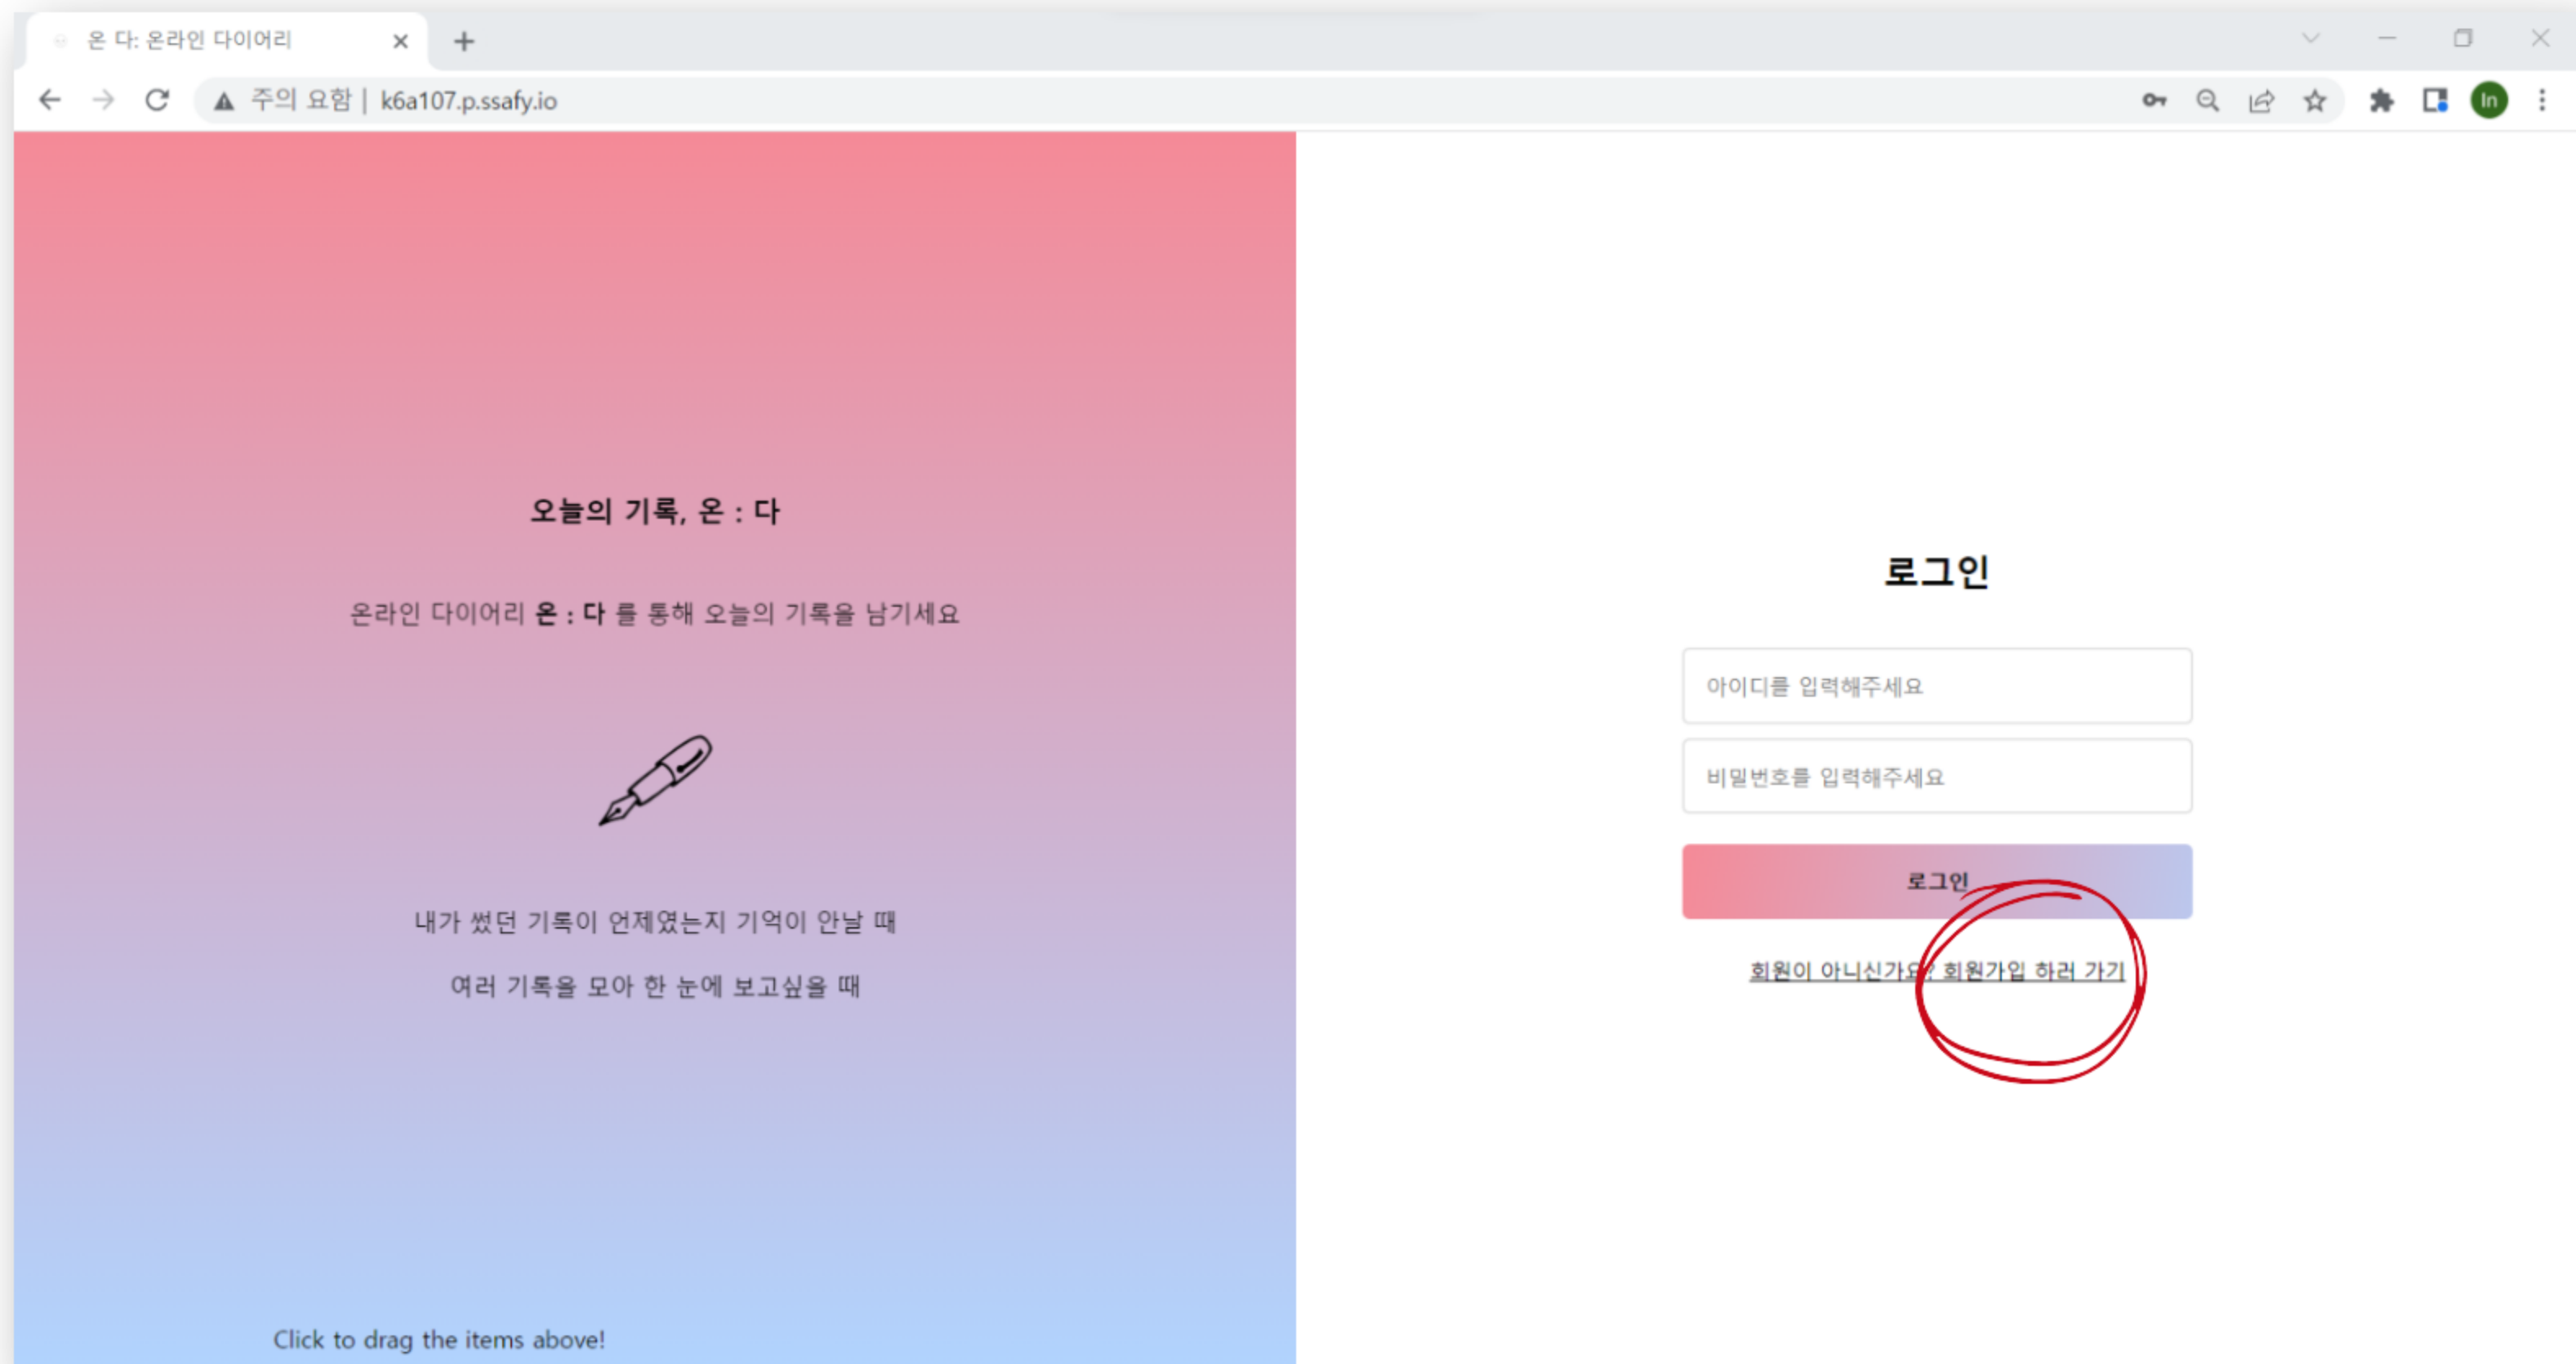 온 다: 온라인 다이어리
주의 요함 | k6a107.p.ssafy.io
In
오늘의 기록, 온 : 다
온라인 다이어리 온 : 다 를 통해 오늘의 기록을 남기세요
내가 썼던 기록이 언제였는지 기억이 안날 때
여러 기록을 모아 한 눈에 보고싶을 때
Click to drag the items above!
로그인
아이디를 입력해주세요
비밀번호를 입력해주세요
로그인
회원이 아니신가요? 회원가입 하러 가기